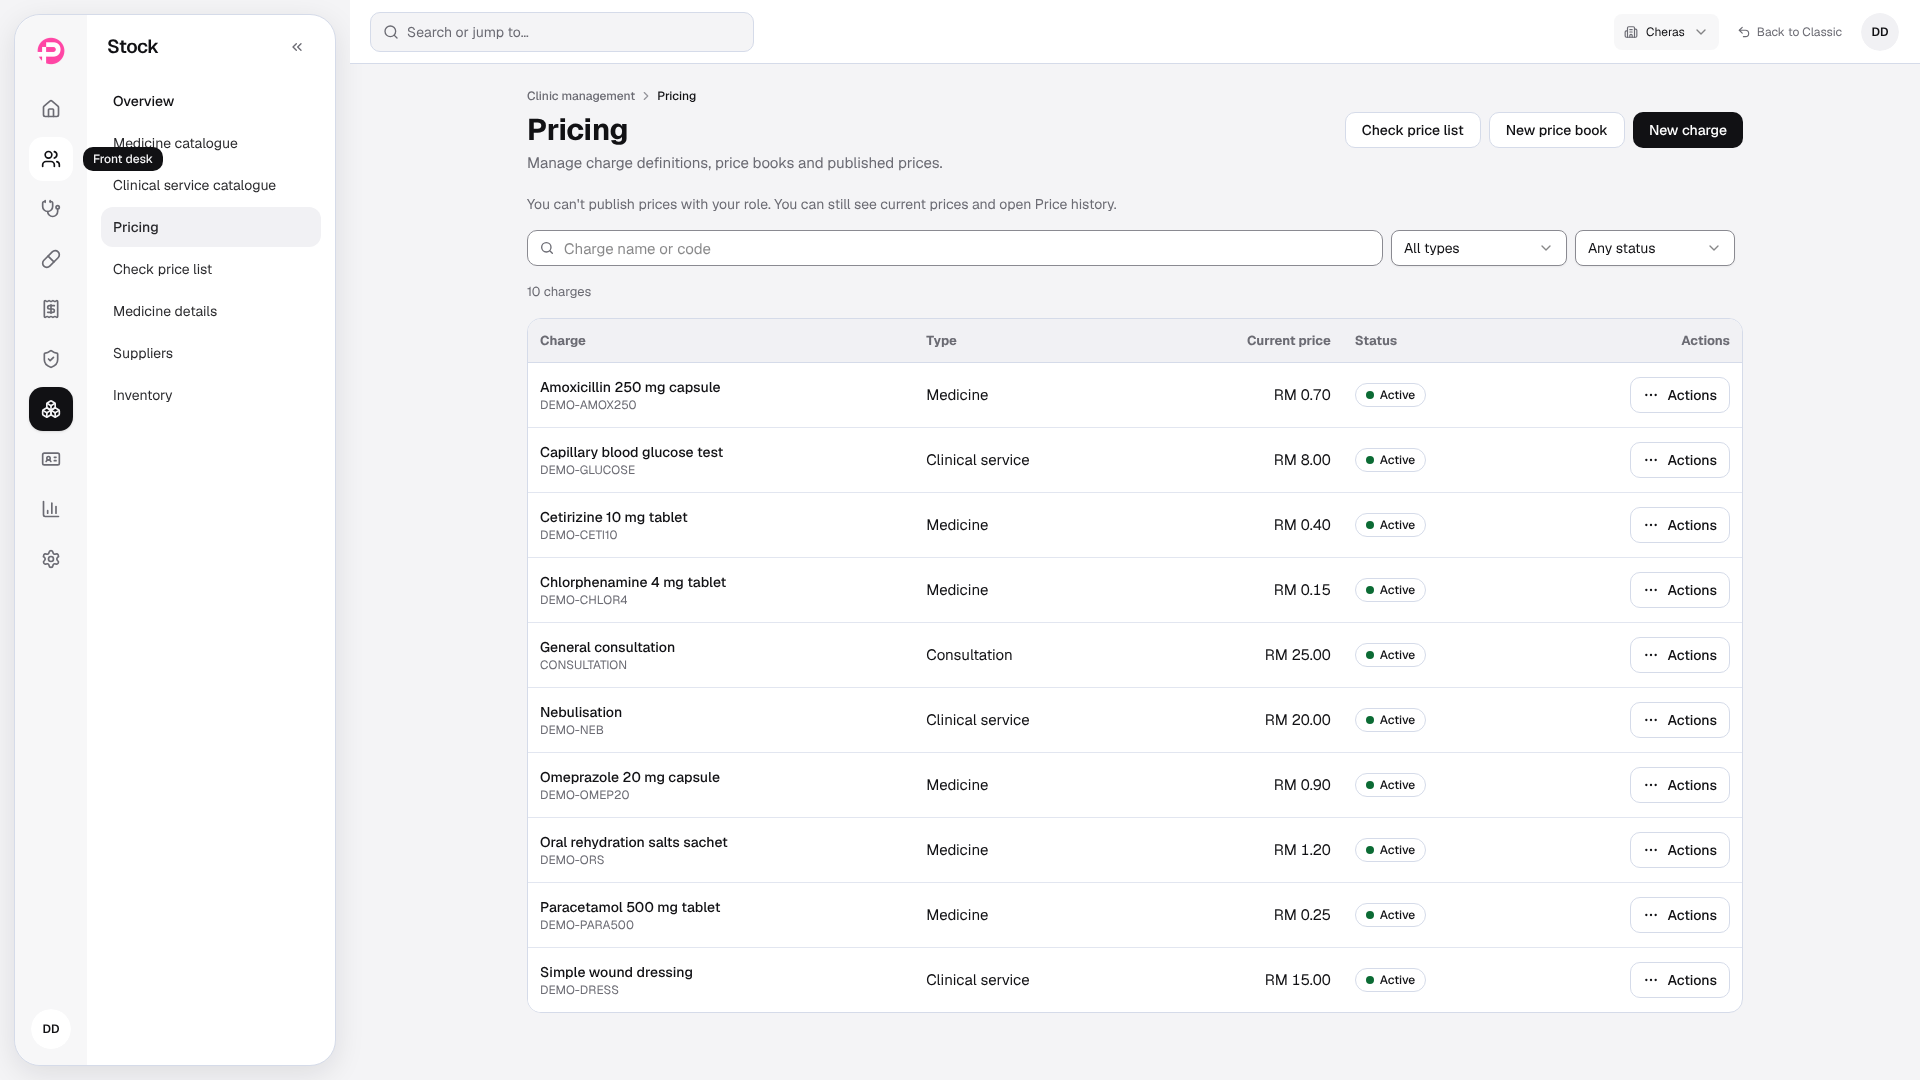 Stock
Overview
Medicine catalogue
Front desk
Clinical service catalogue
Pricing
Check price list
Medicine details
Suppliers
Inventory
DD
Search or jump to...
Cheras
Back to Classic
DD
Clinic management > Pricing
Pricing
Manage charge definitions, price books and published prices.
Check price list
New price book
New charge
You can't publish prices with your role. You can still see current prices and open Price history.
Charge name or code
All types
Any status
10 charges
Charge Type Current price Status Actions
Amoxicillin 250 mg capsule
DEMO-AMOX250
Medicine RM 0.70 Active ··· Actions
Capillary blood glucose test
DEMO-GLUCOSE
Clinical service RM 8.00 Active ··· Actions
Cetirizine 10 mg tablet
DEMO-CETI10
Medicine RM 0.40 Active ··· Actions
Chlorphenamine 4 mg tablet
DEMO-CHLOR4
Medicine RM 0.15 Active ··· Actions
General consultation
CONSULTATION
Consultation RM 25.00 Active ··· Actions
Nebulisation
DEMO-NEB
Clinical service RM 20.00 Active ··· Actions
Omeprazole 20 mg capsule
DEMO-OMEP20
Medicine RM 0.90 Active ··· Actions
Oral rehydration salts sachet
DEMO-ORS
Medicine RM 1.20 Active ··· Actions
Paracetamol 500 mg tablet
DEMO-PARA500
Medicine RM 0.25 Active ··· Actions
Simple wound dressing
DEMO-DRESS
Clinical service RM 15.00 Active ··· Actions